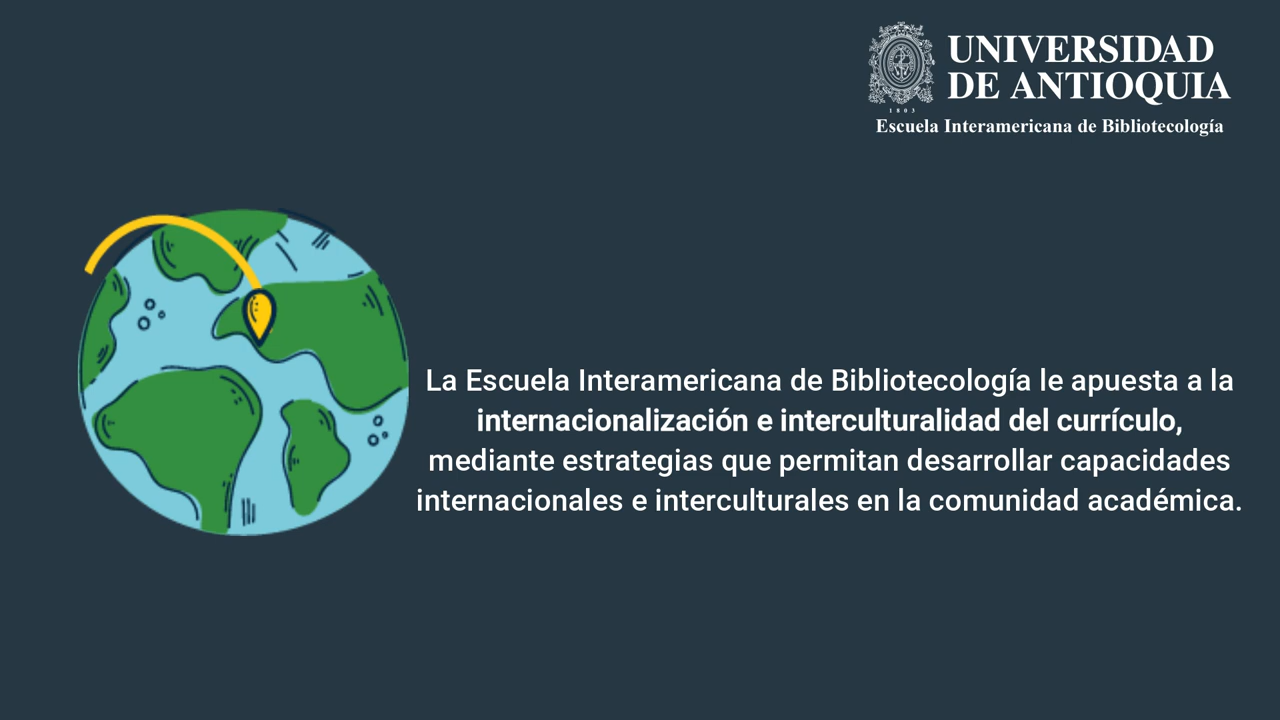 UNIVERSIDAD
DE ANTIOQUIA
1803
Escuela Interamericana de Bibliotecología
La Escuela Interamericana de Bibliotecología le apuesta a la
internacionalización e interculturalidad del currículo,
mediante estrategias que permitan desarrollar capacidades
internacionales e interculturales en la comunidad académica.